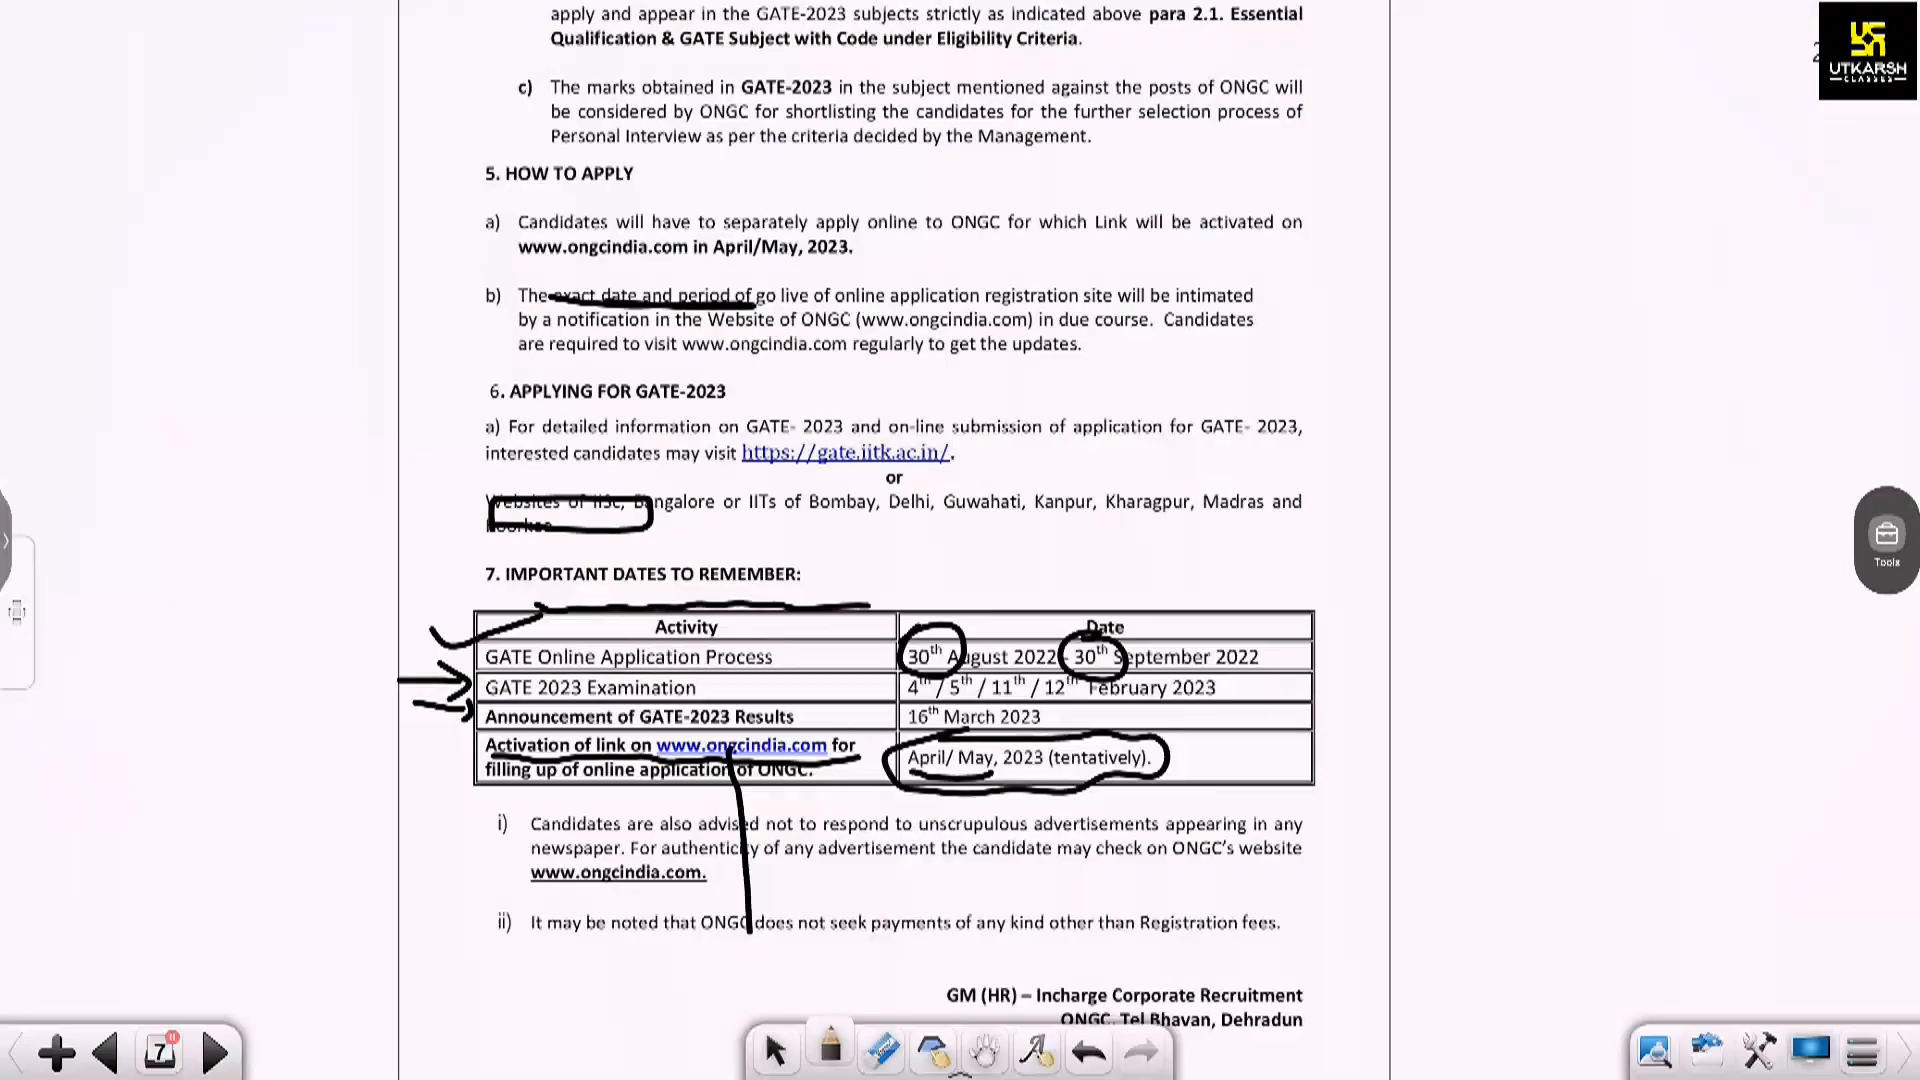 apply and appear in the GATE-2023 subjects strictly as indicated above para 2.1. Essential
Qualification & GATE Subject with Code under Eligibility Criteria.
UTKARSH
CLASSES
c) The marks obtained in GATE-2023 in the subject mentioned against the posts of ONGC will
be considered by ONGC for shortlisting the candidates for the further selection process of
Personal Interview as per the criteria decided by the Management.
5. HOW TO APPLY
a) Candidates will have to separately apply online to ONGC for which Link will be activated on
www.ongcindia.com in April/May, 2023.
b) The exact date and period of go live of online application registration site will be intimated
by a notification in the Website of ONGC (www.ongcindia.com) in due course. Candidates
are required to visit www.ongcindia.com regularly to get the updates.
6. APPLYING FOR GATE-2023
a) For detailed information on GATE- 2023 and on-line submission of application for GATE- 2023,
interested candidates may visit https://gate.iitk.ac.in/.
or
Websites of IISc, Bangalore or IITs of Bombay, Delhi, Guwahati, Kanpur, Kharagpur, Madras and
Tools
7. IMPORTANT DATES TO REMEMBER:
Activity Date
GATE Online Application Process 30th August 2022 - 30th September 2022
GATE 2023 Examination 4th / 5th / 11th / 12th February 2023
Announcement of GATE-2023 Results 16th March 2023
Activation of link on www.ongcindia.com for
filling up of online application of ONGC. April/ May, 2023 (tentatively).
i) Candidates are also advised not to respond to unscrupulous advertisements appearing in any
newspaper. For authenticity of any advertisement the candidate may check on ONGC's website
www.ongcindia.com.
ii) It may be noted that ONGC does not seek payments of any kind other than Registration fees.
GM (HR) – Incharge Corporate Recruitment
ONGC, Tel Bhavan, Dehradun
7